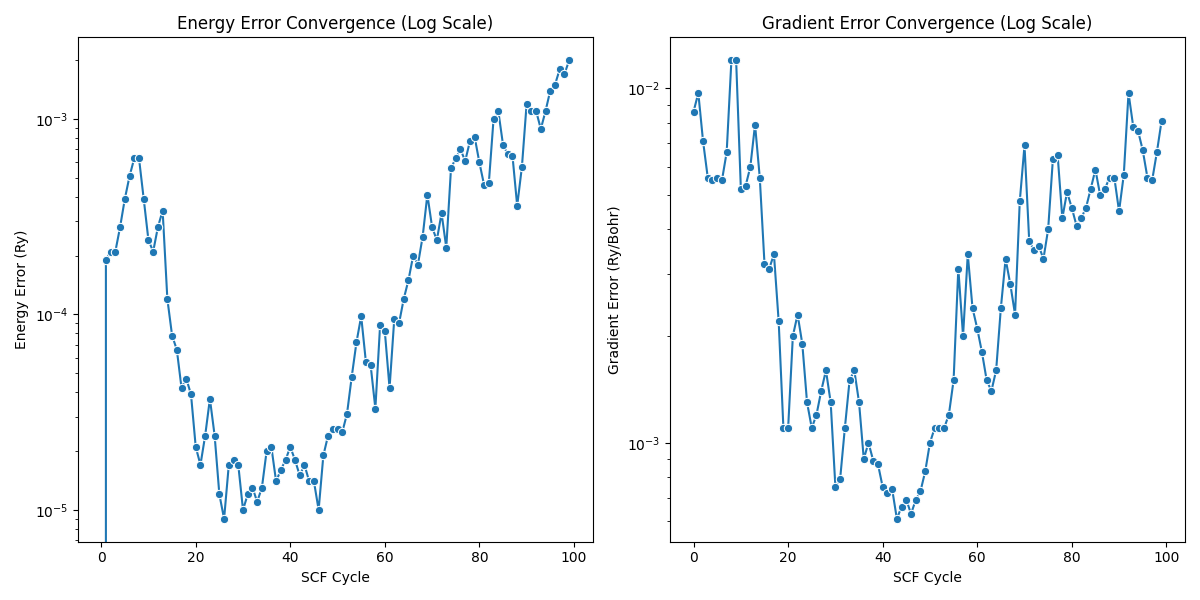 Energy Error Convergence (Log Scale)
Energy Error (Ry)
10⁻³
10⁻⁴
10⁻⁵
0 20 40 60 80 100
SCF Cycle
Gradient Error Convergence (Log Scale)
Gradient Error (Ry/Bohr)
10⁻²
10⁻³
0 20 40 60 80 100
SCF Cycle